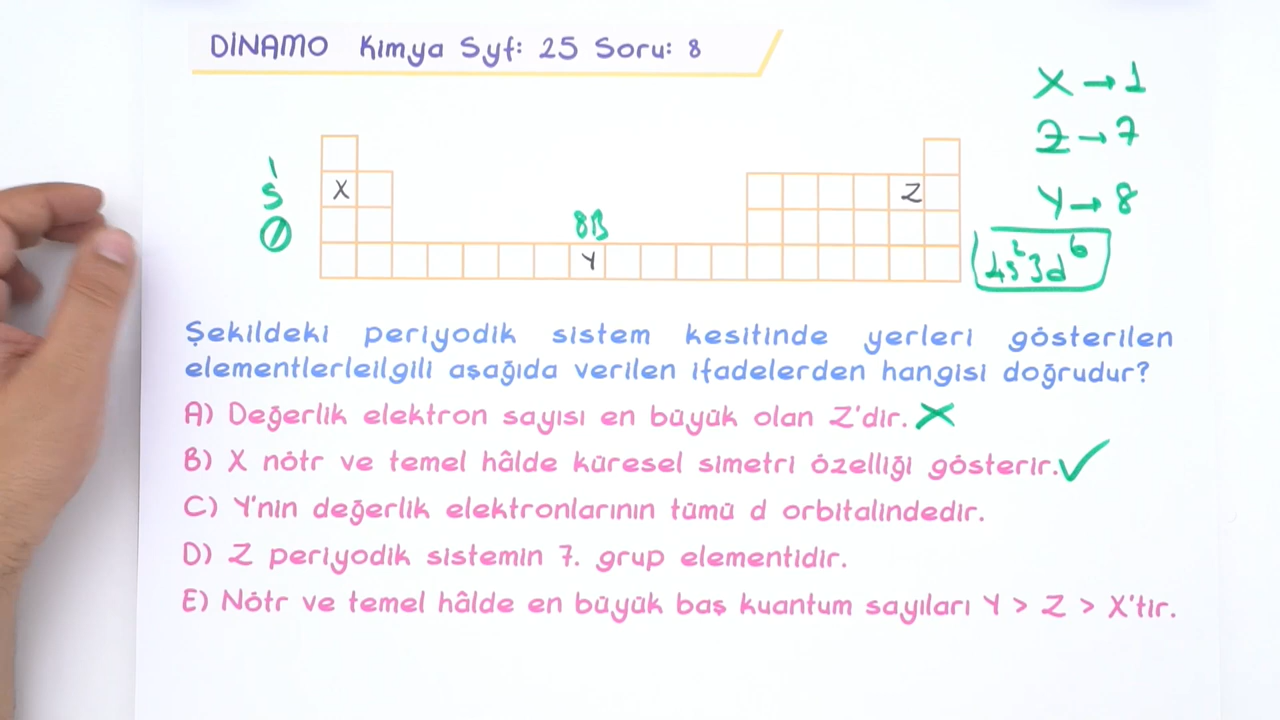 DİNAMO Kimya Syf: 25 Soru: 8
X → 1
Z → 7
Y → 8
4s² 3d⁶
s¹
X
Z
8B
Y
Şekildeki periyodik sistem kesitinde yerleri gösterilen
elementlerleilgili aşağıda verilen ifadelerden hangisi doğrudur?
A) Değerlik elektron sayısı en büyük olan Z'dir.
B) X nötr ve temel hâlde küresel simetri özelliği gösterir.
C) Y'nin değerlik elektronlarının tümü d orbitalindedir.
D) Z periyodik sistemin 7. grup elementidir.
E) Nötr ve temel hâlde en büyük baş kuantum sayıları Y > Z > X'tir.